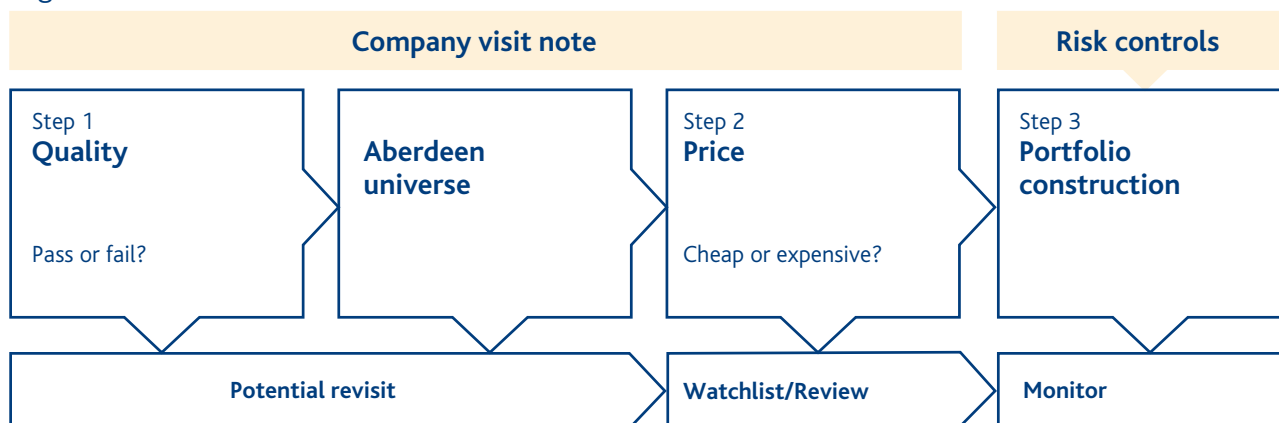 Company visit note
Risk controls
Step 1
Quality
Pass or fail?
Aberdeen
universe
Step 2
Price
Cheap or expensive?
Step 3
Portfolio
construction
Potential revisit
Watchlist/Review
Monitor